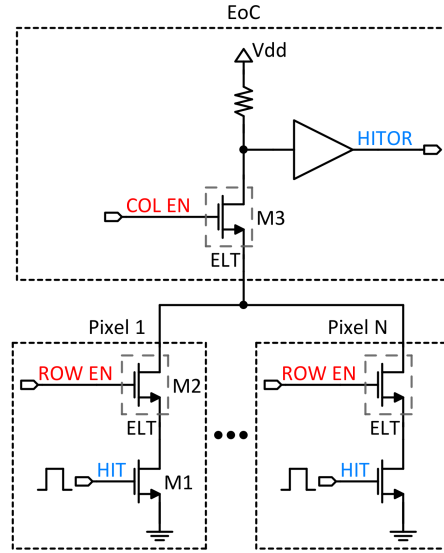 EoC
Vdd
HITOR
COL EN
M3
ELT
Pixel 1
Pixel N
ROW EN
M2
ROW EN
ELT
ELT
HIT
M1
HIT